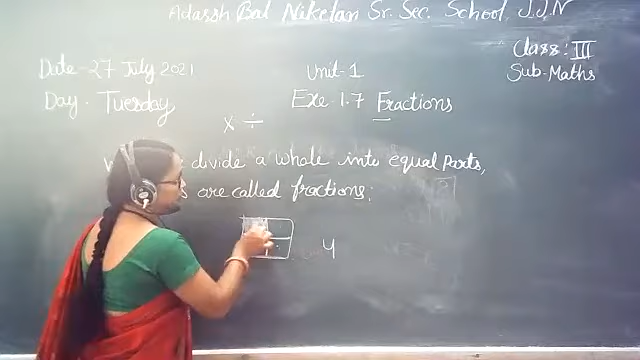 Adarsh Bal Niketan Sr. Sec. School, JJN
Class: III
Date - 27 July 2021
Unit - 1
Sub - Maths
Day. Tuesday
Exe - 1.7 Fractions
× ÷
divide a whole into equal parts,
are called fractions;
4